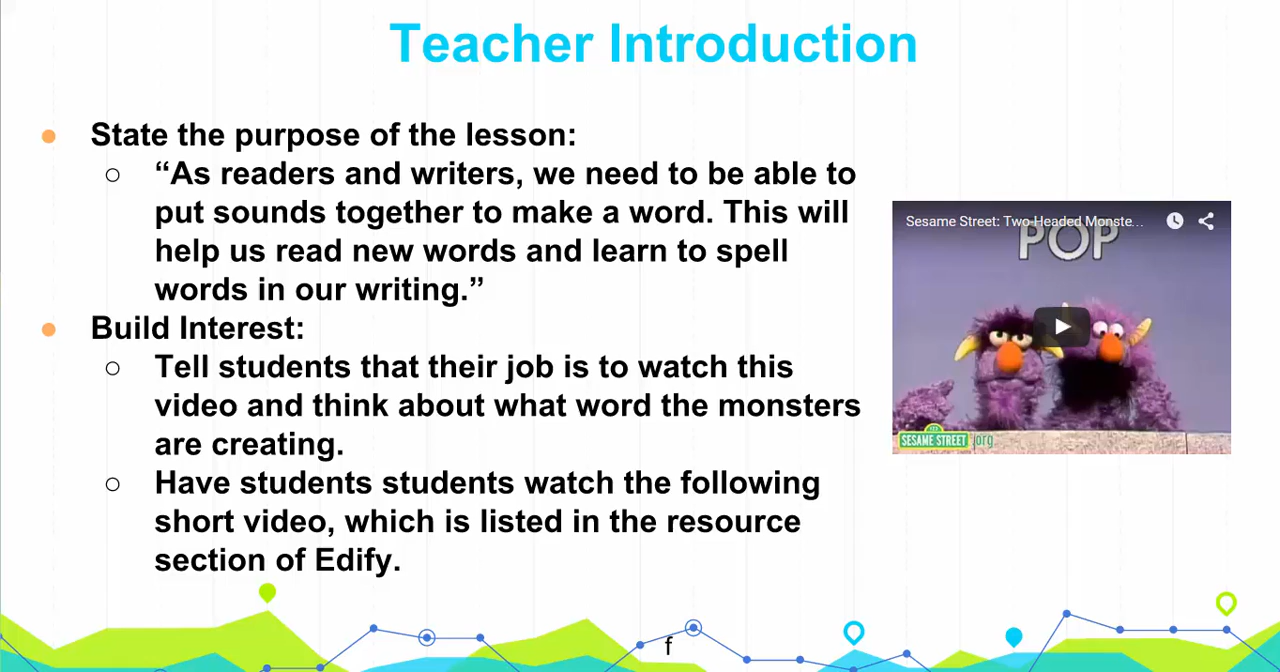 Teacher Introduction
State the purpose of the lesson:
“As readers and writers, we need to be able to
put sounds together to make a word. This will
help us read new words and learn to spell
words in our writing.”
Build Interest:
Tell students that their job is to watch this
video and think about what word the monsters
are creating.
Have students students watch the following
short video, which is listed in the resource
section of Edify.
Sesame Street: Two-Headed Monste...
POP
123
SESAME STREET .org
f